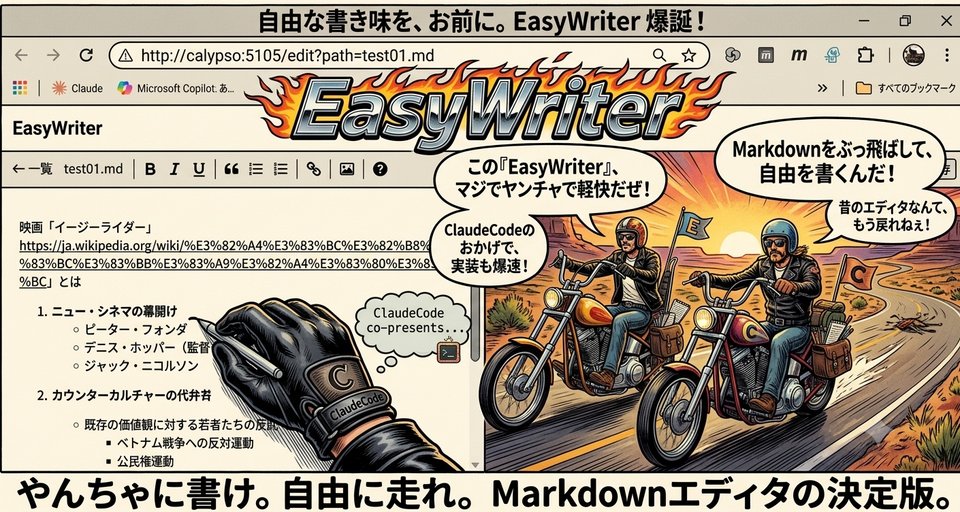 自由な書き味を、お前に。EasyWriter 爆誕！
http://calypso:5105/edit?path=test01.md
Claude
Microsoft Copilot. あ...
»
すべてのブックマーク
EasyWriter
EasyWriter
←一覧 test01.md B I U
この『EasyWriter』、
マジでヤンチャで軽快だぜ！
Markdownをぶっ飛ばして、
自由を書くんだ！
ClaudeCodeの
おかげで、
実装も爆速！
昔のエディタなんて、
もう戻れねぇ！
映画「イージーライダー」
https://ja.wikipedia.org/wiki/%E3%82%A4%E3%83%BC%E3%82%B8%
%83%BC%E3%83%BB%E3%83%A9%E3%82%A4%E3%83%80%E3%83
%BC」とは
1. ニュー・シネマの幕開け
ピーター・フォンダ
デニス・ホッパー（監督
ジャック・ニコルソン
2. カウンターカルチャーの代弁者
既存の価値観に対する若者たちの反
ベトナム戦争への反対運動
公民権運動
ClaudeCode
co-presents...
C
ClaudeCode
E
C
やんちゃに書け。自由に走れ。Markdownエディタの決定版。